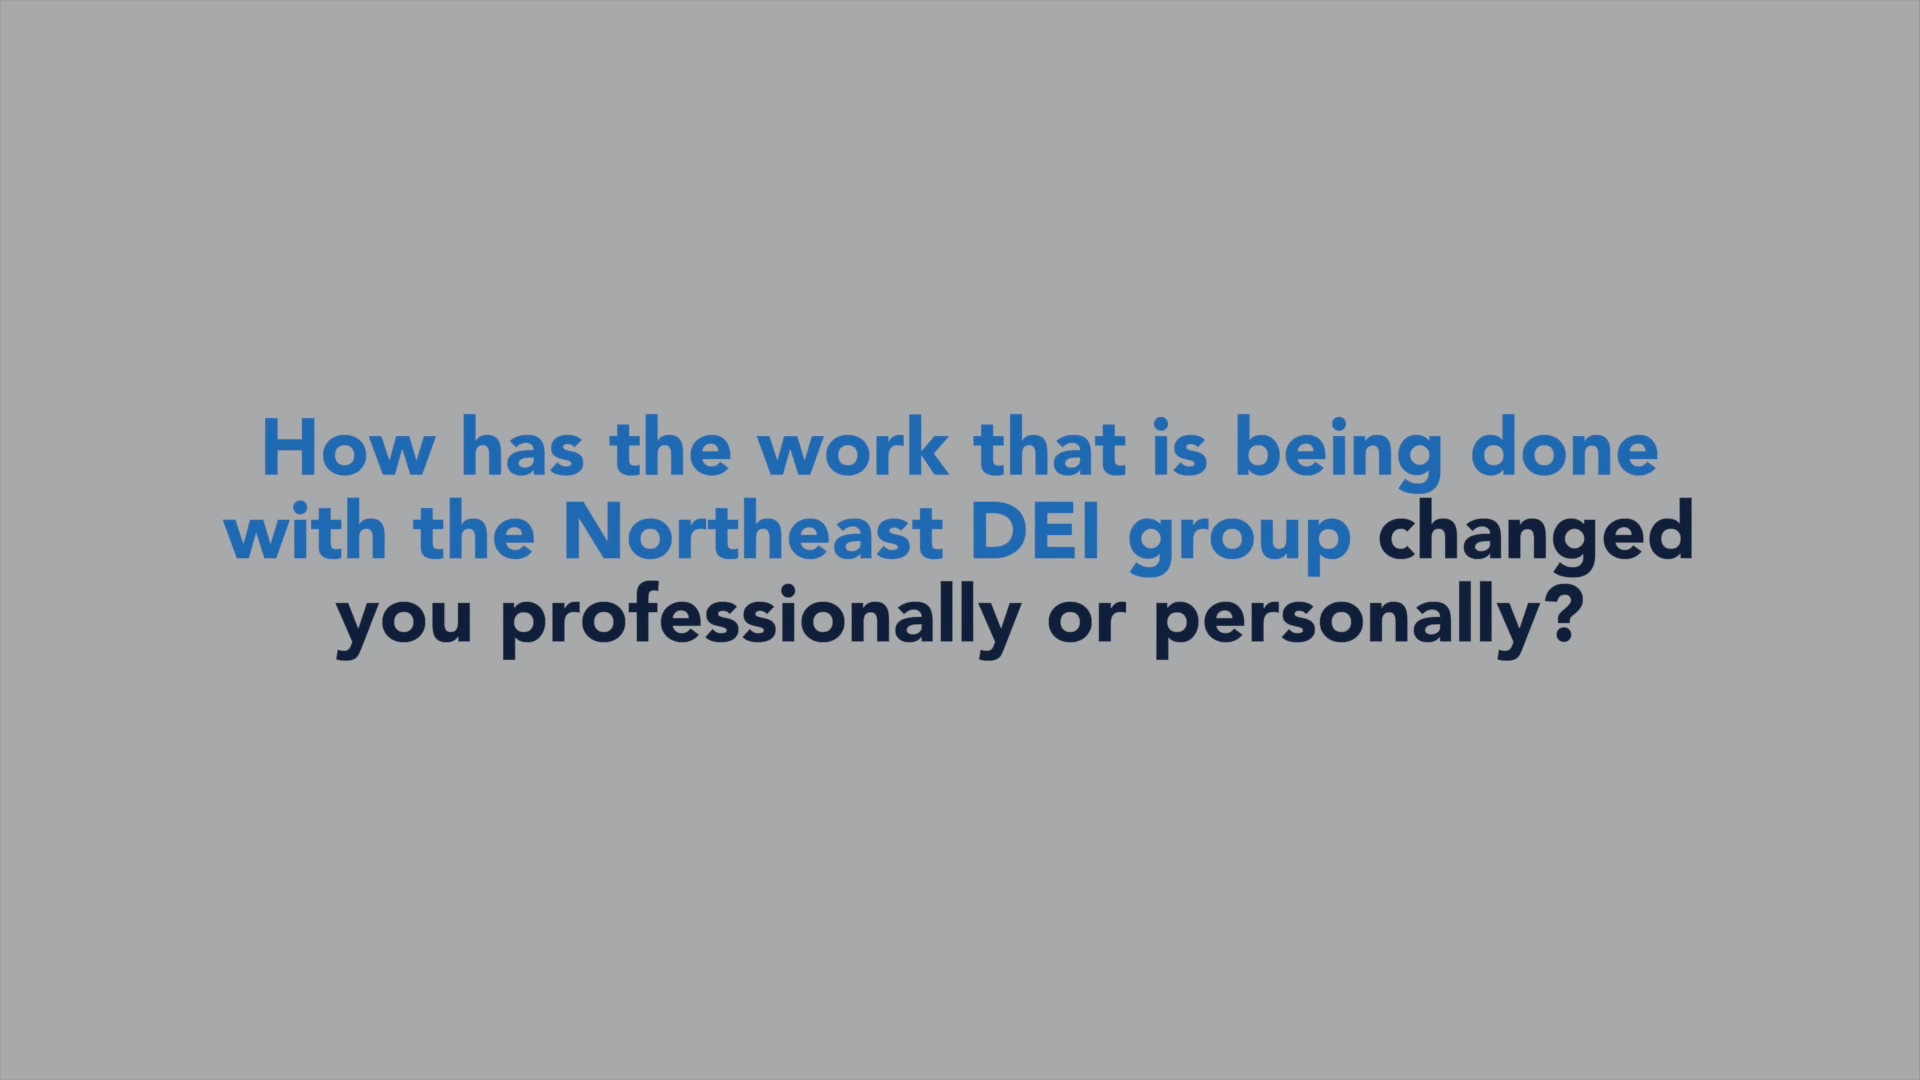 How has the work that is being done
with the Northeast DEI group changed
you professionally or personally?